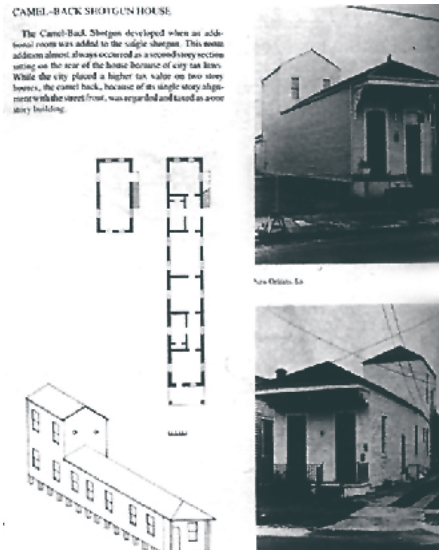 CAMEL-BACK SHOTGUN HOUSE
The Camel-Back Shotgun developed when an addi-
tional room was added to the single shotgun. This room
addition almost always occurred as a second story section
sitting on the rear of the house because of city tax laws.
While the city placed a higher tax value on two story
homes, the camel back, because of its single story align-
ment with the street front, was regarded and taxed as a one
story building.
New Orleans, La.